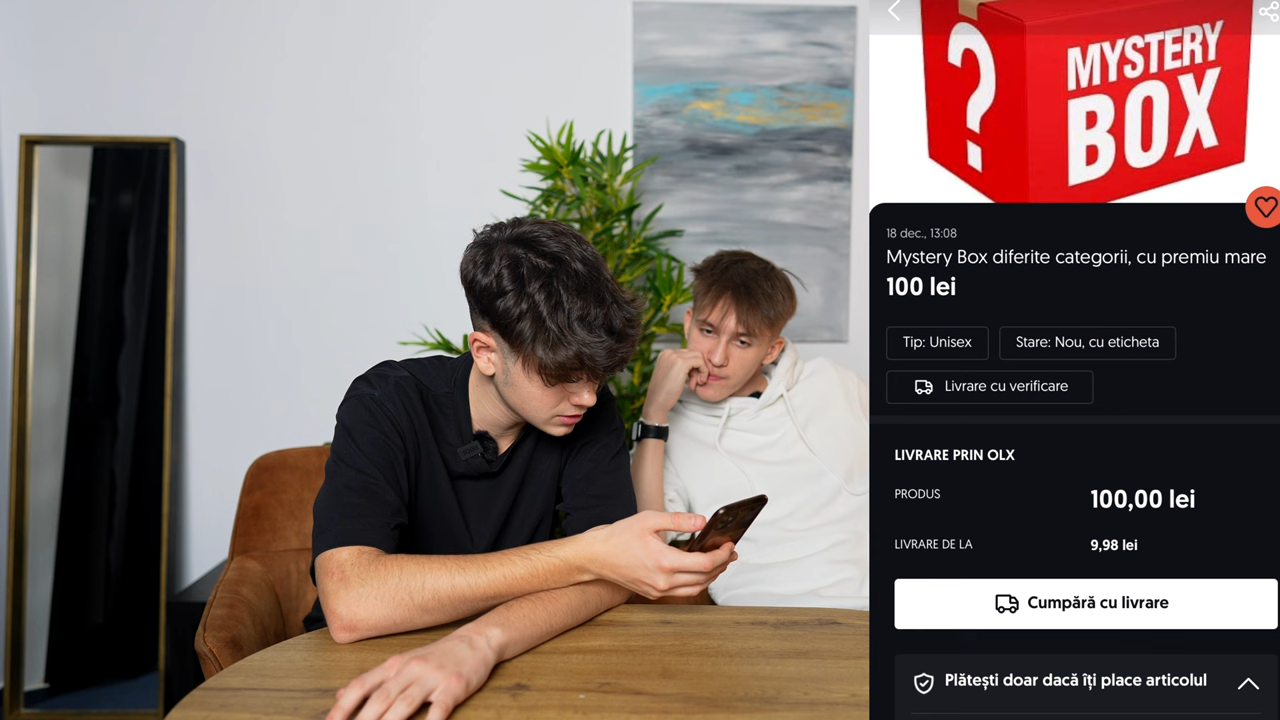 ?
MYSTERY
BOX
18 dec., 13:08
Mystery Box diferite categorii, cu premiu mare
100 lei
Tip: Unisex
Stare: Nou, cu eticheta
Livrare cu verificare
LIVRARE PRIN OLX
PRODUS
100,00 lei
LIVRARE DE LA
9,98 lei
Cumpără cu livrare
Plătești doar dacă îți place articolul